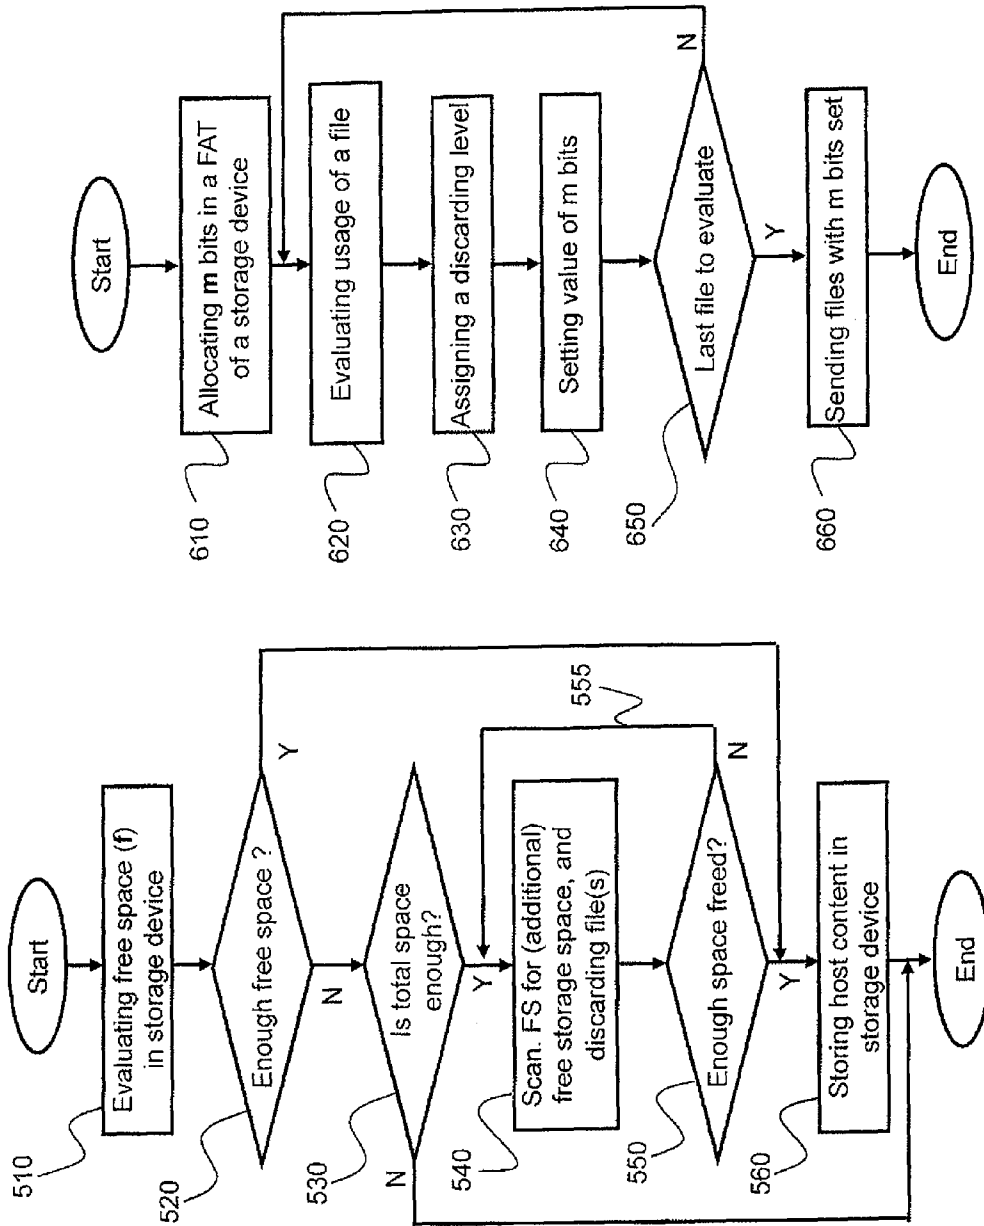 Start
510
Evaluating free space (f)
in storage device
520
Enough free space ?
Y
N
530
Is total space
enough?
N
Y
540
Scan. FS for (additional)
free storage space, and
discarding file(s)
555
550
Enough space freed?
N
Y
560
Storing host content in
storage device
End
Start
610
Allocating m bits in a FAT
of a storage device
620
Evaluating usage of a file
630
Assigning a discarding level
640
Setting value of m bits
650
Last file to evaluate
N
Y
660
Sending files with m bits set
End